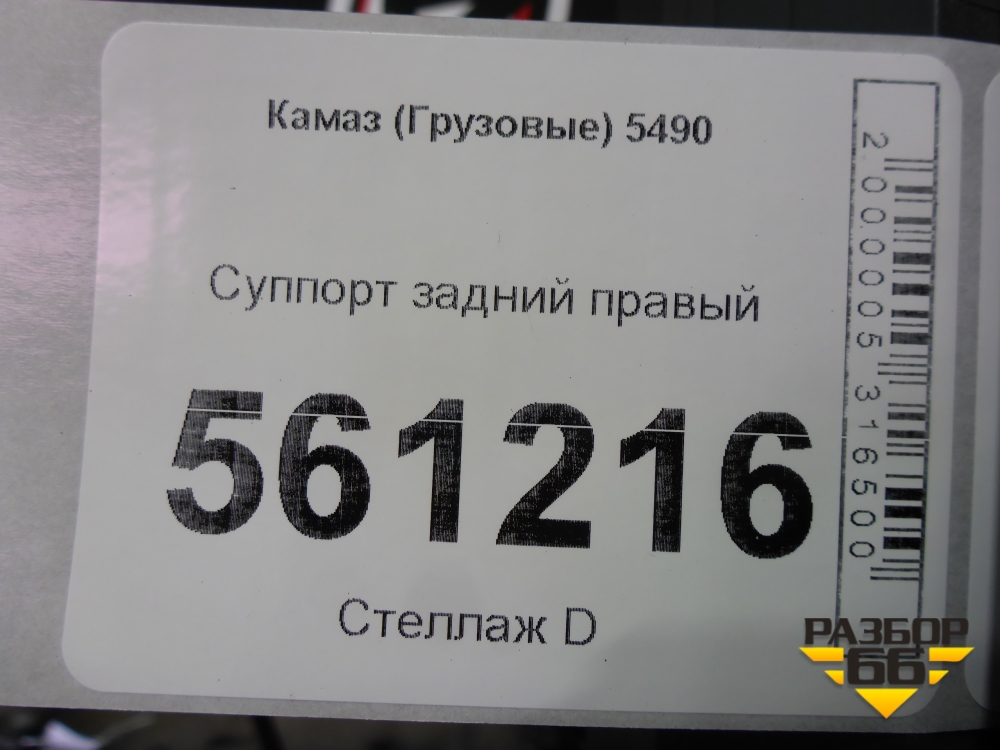 Камаз (Грузовые) 5490
Суппорт задний правый
561216
Стеллаж D
2000005316500
РАЗБОР
66